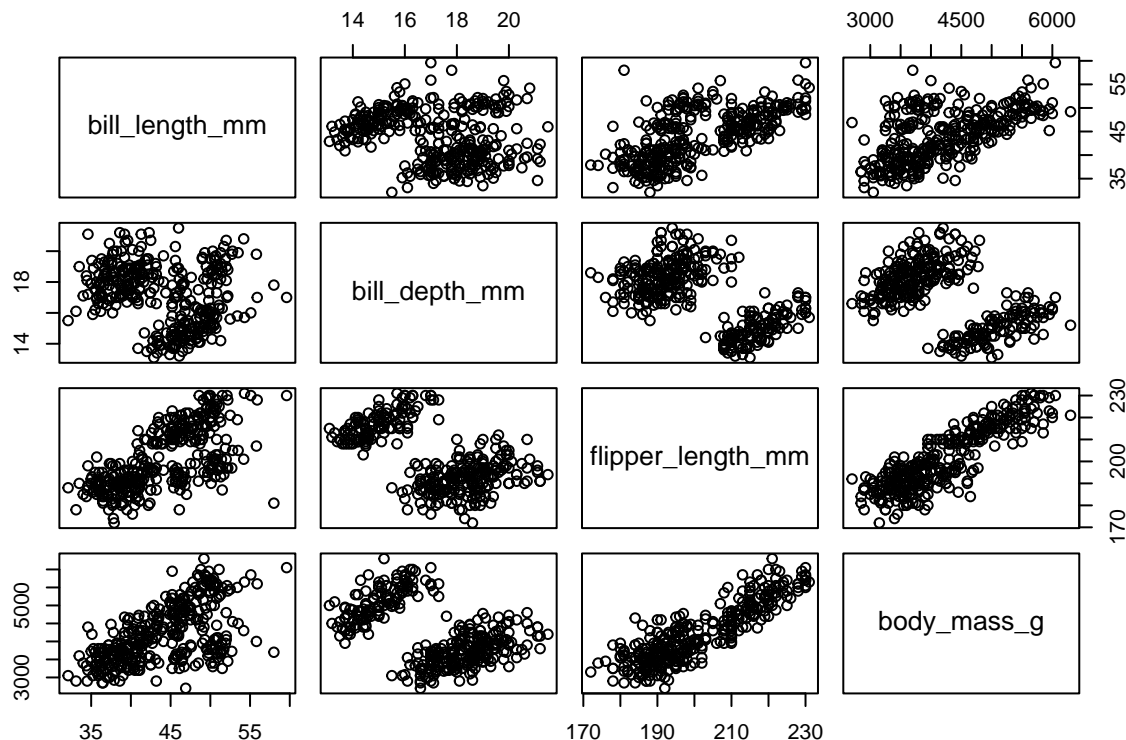 14 16 18 20
3000 4500 6000
bill_length_mm
35 45 55
14 18
bill_depth_mm
flipper_length_mm
170 200 230
3000 5000
body_mass_g
35 45 55
170 190 210 230